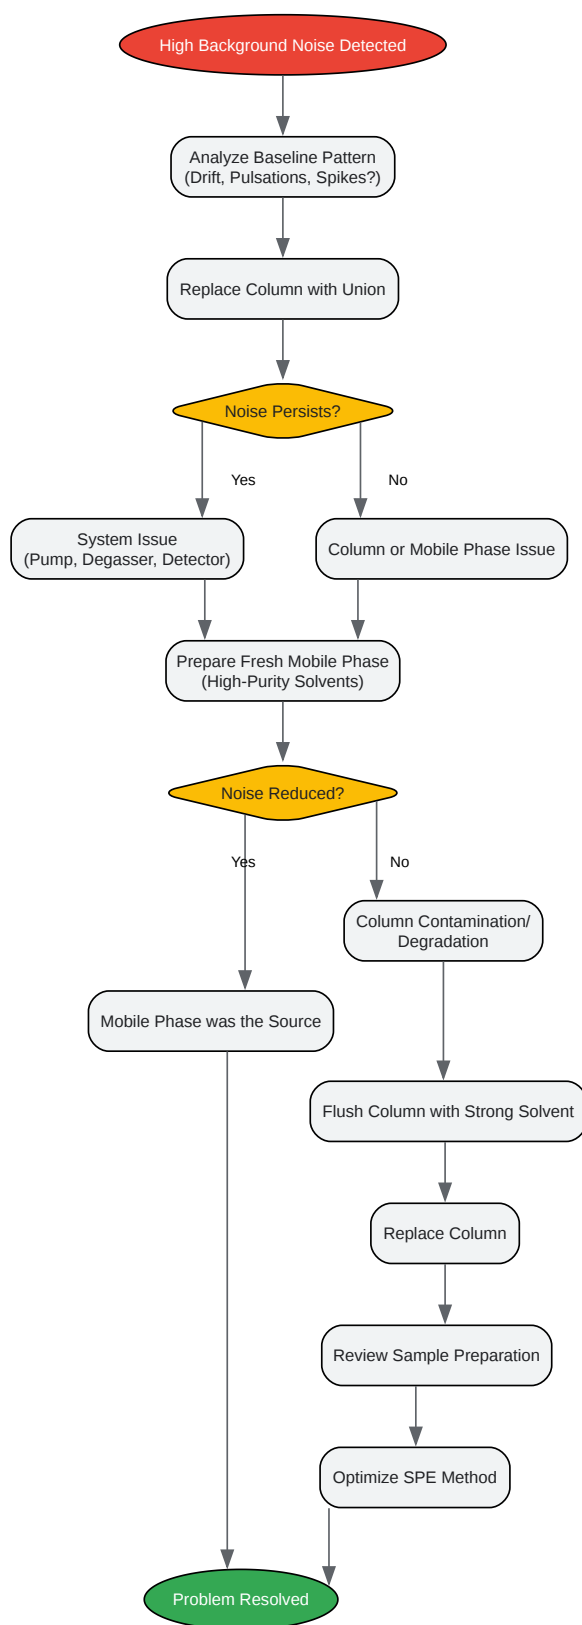 High Background Noise Detected
Analyze Baseline Pattern
(Drift, Pulsations, Spikes?)
Replace Column with Union
Noise Persists?
Yes
No
System Issue
(Pump, Degasser, Detector)
Column or Mobile Phase Issue
Prepare Fresh Mobile Phase
(High-Purity Solvents)
Noise Reduced?
Yes
No
Column Contamination/
Degradation
Mobile Phase was the Source
Flush Column with Strong Solvent
Replace Column
Review Sample Preparation
Optimize SPE Method
Problem Resolved